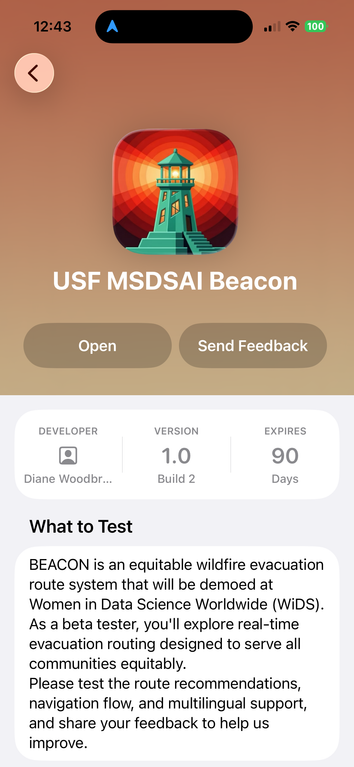 12:43
100
USF MSDSAI Beacon
Open
Send Feedback
DEVELOPER
Diane Woodbr...
VERSION
1.0
Build 2
EXPIRES
90
Days
What to Test
BEACON is an equitable wildfire evacuation
route system that will be demoed at
Women in Data Science Worldwide (WiDS).
As a beta tester, you'll explore real-time
evacuation routing designed to serve all
communities equitably.
Please test the route recommendations,
navigation flow, and multilingual support,
and share your feedback to help us
improve.